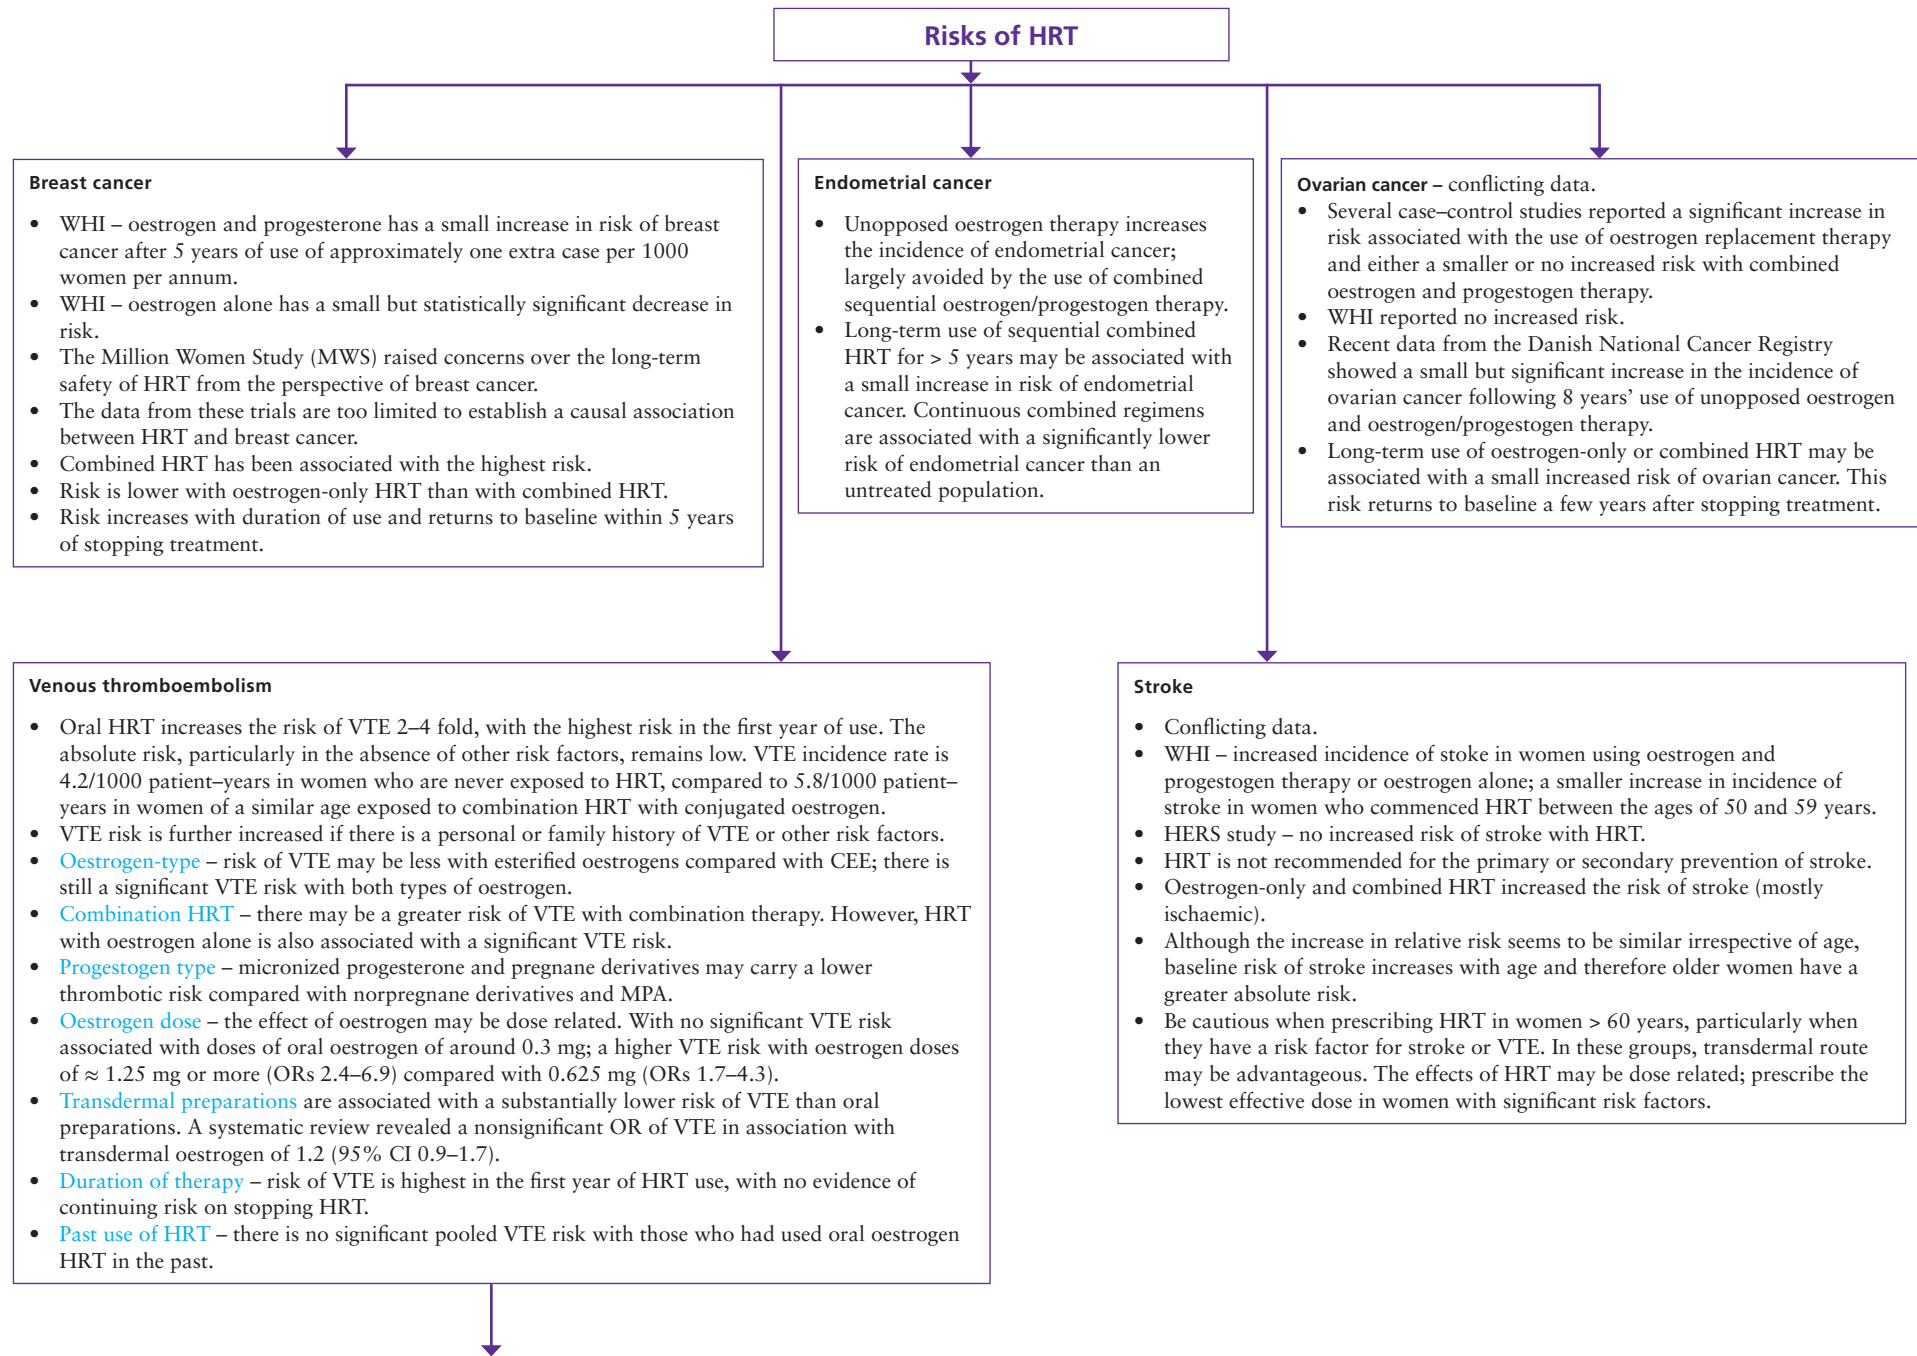 Risks of HRT
Breast cancer
• WHI – oestrogen and progesterone has a small increase in risk of breast
cancer after 5 years of use of approximately one extra case per 1000
women per annum.
• WHI – oestrogen alone has a small but statistically significant decrease in
risk.
• The Million Women Study (MWS) raised concerns over the long-term
safety of HRT from the perspective of breast cancer.
• The data from these trials are too limited to establish a causal association
between HRT and breast cancer.
• Combined HRT has been associated with the highest risk.
• Risk is lower with oestrogen-only HRT than with combined HRT.
• Risk increases with duration of use and returns to baseline within 5 years
of stopping treatment.
Endometrial cancer
• Unopposed oestrogen therapy increases
the incidence of endometrial cancer;
largely avoided by the use of combined
sequential oestrogen/progestogen therapy.
• Long-term use of sequential combined
HRT for > 5 years may be associated with
a small increase in risk of endometrial
cancer. Continuous combined regimens
are associated with a significantly lower
risk of endometrial cancer than an
untreated population.
Ovarian cancer – conflicting data.
• Several case–control studies reported a significant increase in
risk associated with the use of oestrogen replacement therapy
and either a smaller or no increased risk with combined
oestrogen and progestogen therapy.
• WHI reported no increased risk.
• Recent data from the Danish National Cancer Registry
showed a small but significant increase in the incidence of
ovarian cancer following 8 years' use of unopposed oestrogen
and oestrogen/progestogen therapy.
• Long-term use of oestrogen-only or combined HRT may be
associated with a small increased risk of ovarian cancer. This
risk returns to baseline a few years after stopping treatment.
Venous thromboembolism
• Oral HRT increases the risk of VTE 2–4 fold, with the highest risk in the first year of use. The
absolute risk, particularly in the absence of other risk factors, remains low. VTE incidence rate is
4.2/1000 patient–years in women who are never exposed to HRT, compared to 5.8/1000 patient–
years in women of a similar age exposed to combination HRT with conjugated oestrogen.
• VTE risk is further increased if there is a personal or family history of VTE or other risk factors.
• Oestrogen-type – risk of VTE may be less with esterified oestrogens compared with CEE; there is
still a significant VTE risk with both types of oestrogen.
• Combination HRT – there may be a greater risk of VTE with combination therapy. However, HRT
with oestrogen alone is also associated with a significant VTE risk.
• Progestogen type – micronized progesterone and pregnane derivatives may carry a lower
thrombotic risk compared with norpregnane derivatives and MPA.
• Oestrogen dose – the effect of oestrogen may be dose related. With no significant VTE risk
associated with doses of oral oestrogen of around 0.3 mg; a higher VTE risk with oestrogen doses
of ≈ 1.25 mg or more (ORs 2.4–6.9) compared with 0.625 mg (ORs 1.7–4.3).
• Transdermal preparations are associated with a substantially lower risk of VTE than oral
preparations. A systematic review revealed a nonsignificant OR of VTE in association with
transdermal oestrogen of 1.2 (95% CI 0.9–1.7).
• Duration of therapy – risk of VTE is highest in the first year of HRT use, with no evidence of
continuing risk on stopping HRT.
• Past use of HRT – there is no significant pooled VTE risk with those who had used oral oestrogen
HRT in the past.
Stroke
• Conflicting data.
• WHI – increased incidence of stoke in women using oestrogen and
progestogen therapy or oestrogen alone; a smaller increase in incidence of
stroke in women who commenced HRT between the ages of 50 and 59 years.
• HERS study – no increased risk of stroke with HRT.
• HRT is not recommended for the primary or secondary prevention of stroke.
• Oestrogen-only and combined HRT increased the risk of stroke (mostly
ischaemic).
• Although the increase in relative risk seems to be similar irrespective of age,
baseline risk of stroke increases with age and therefore older women have a
greater absolute risk.
• Be cautious when prescribing HRT in women > 60 years, particularly when
they have a risk factor for stroke or VTE. In these groups, transdermal route
may be advantageous. The effects of HRT may be dose related; prescribe the
lowest effective dose in women with significant risk factors.